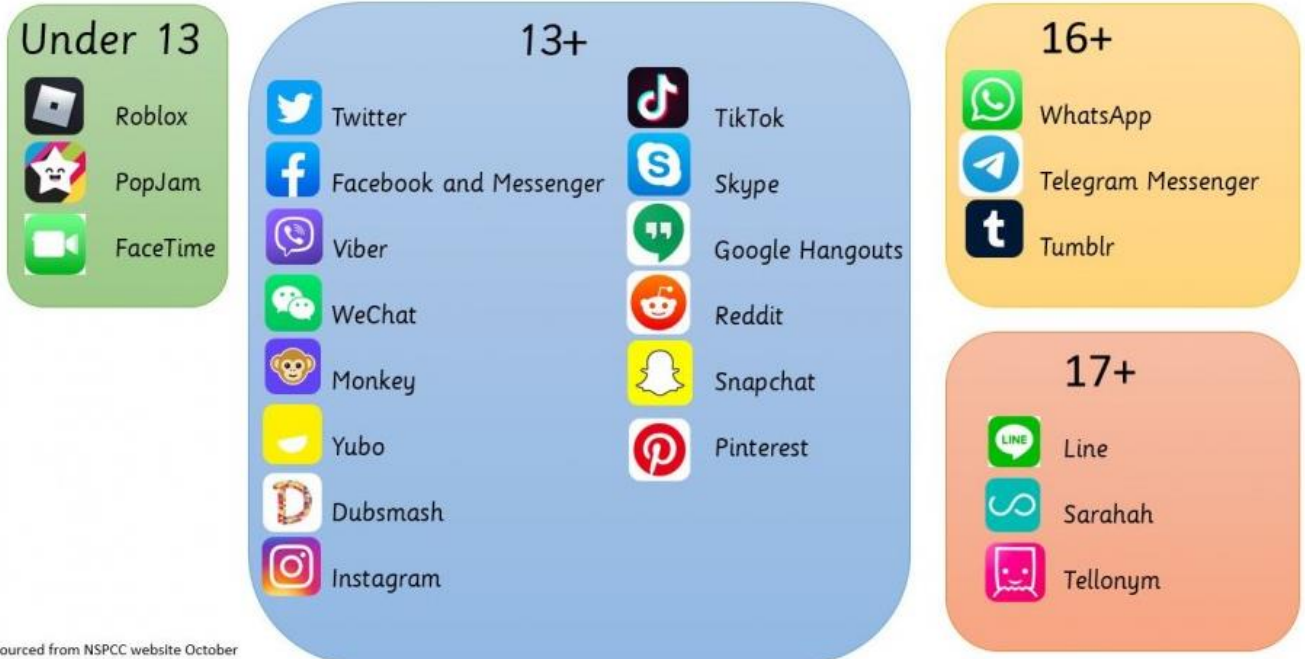 Under 13
Roblox
PopJam
FaceTime
13+
Twitter
Facebook and Messenger
Viber
WeChat
Monkey
Yubo
Dubsmash
Instagram
TikTok
Skype
Google Hangouts
Reddit
Snapchat
Pinterest
16+
WhatsApp
Telegram Messenger
Tumblr
17+
LINE
Line
Sarahah
Tellonym
ourced from NSPCC website October